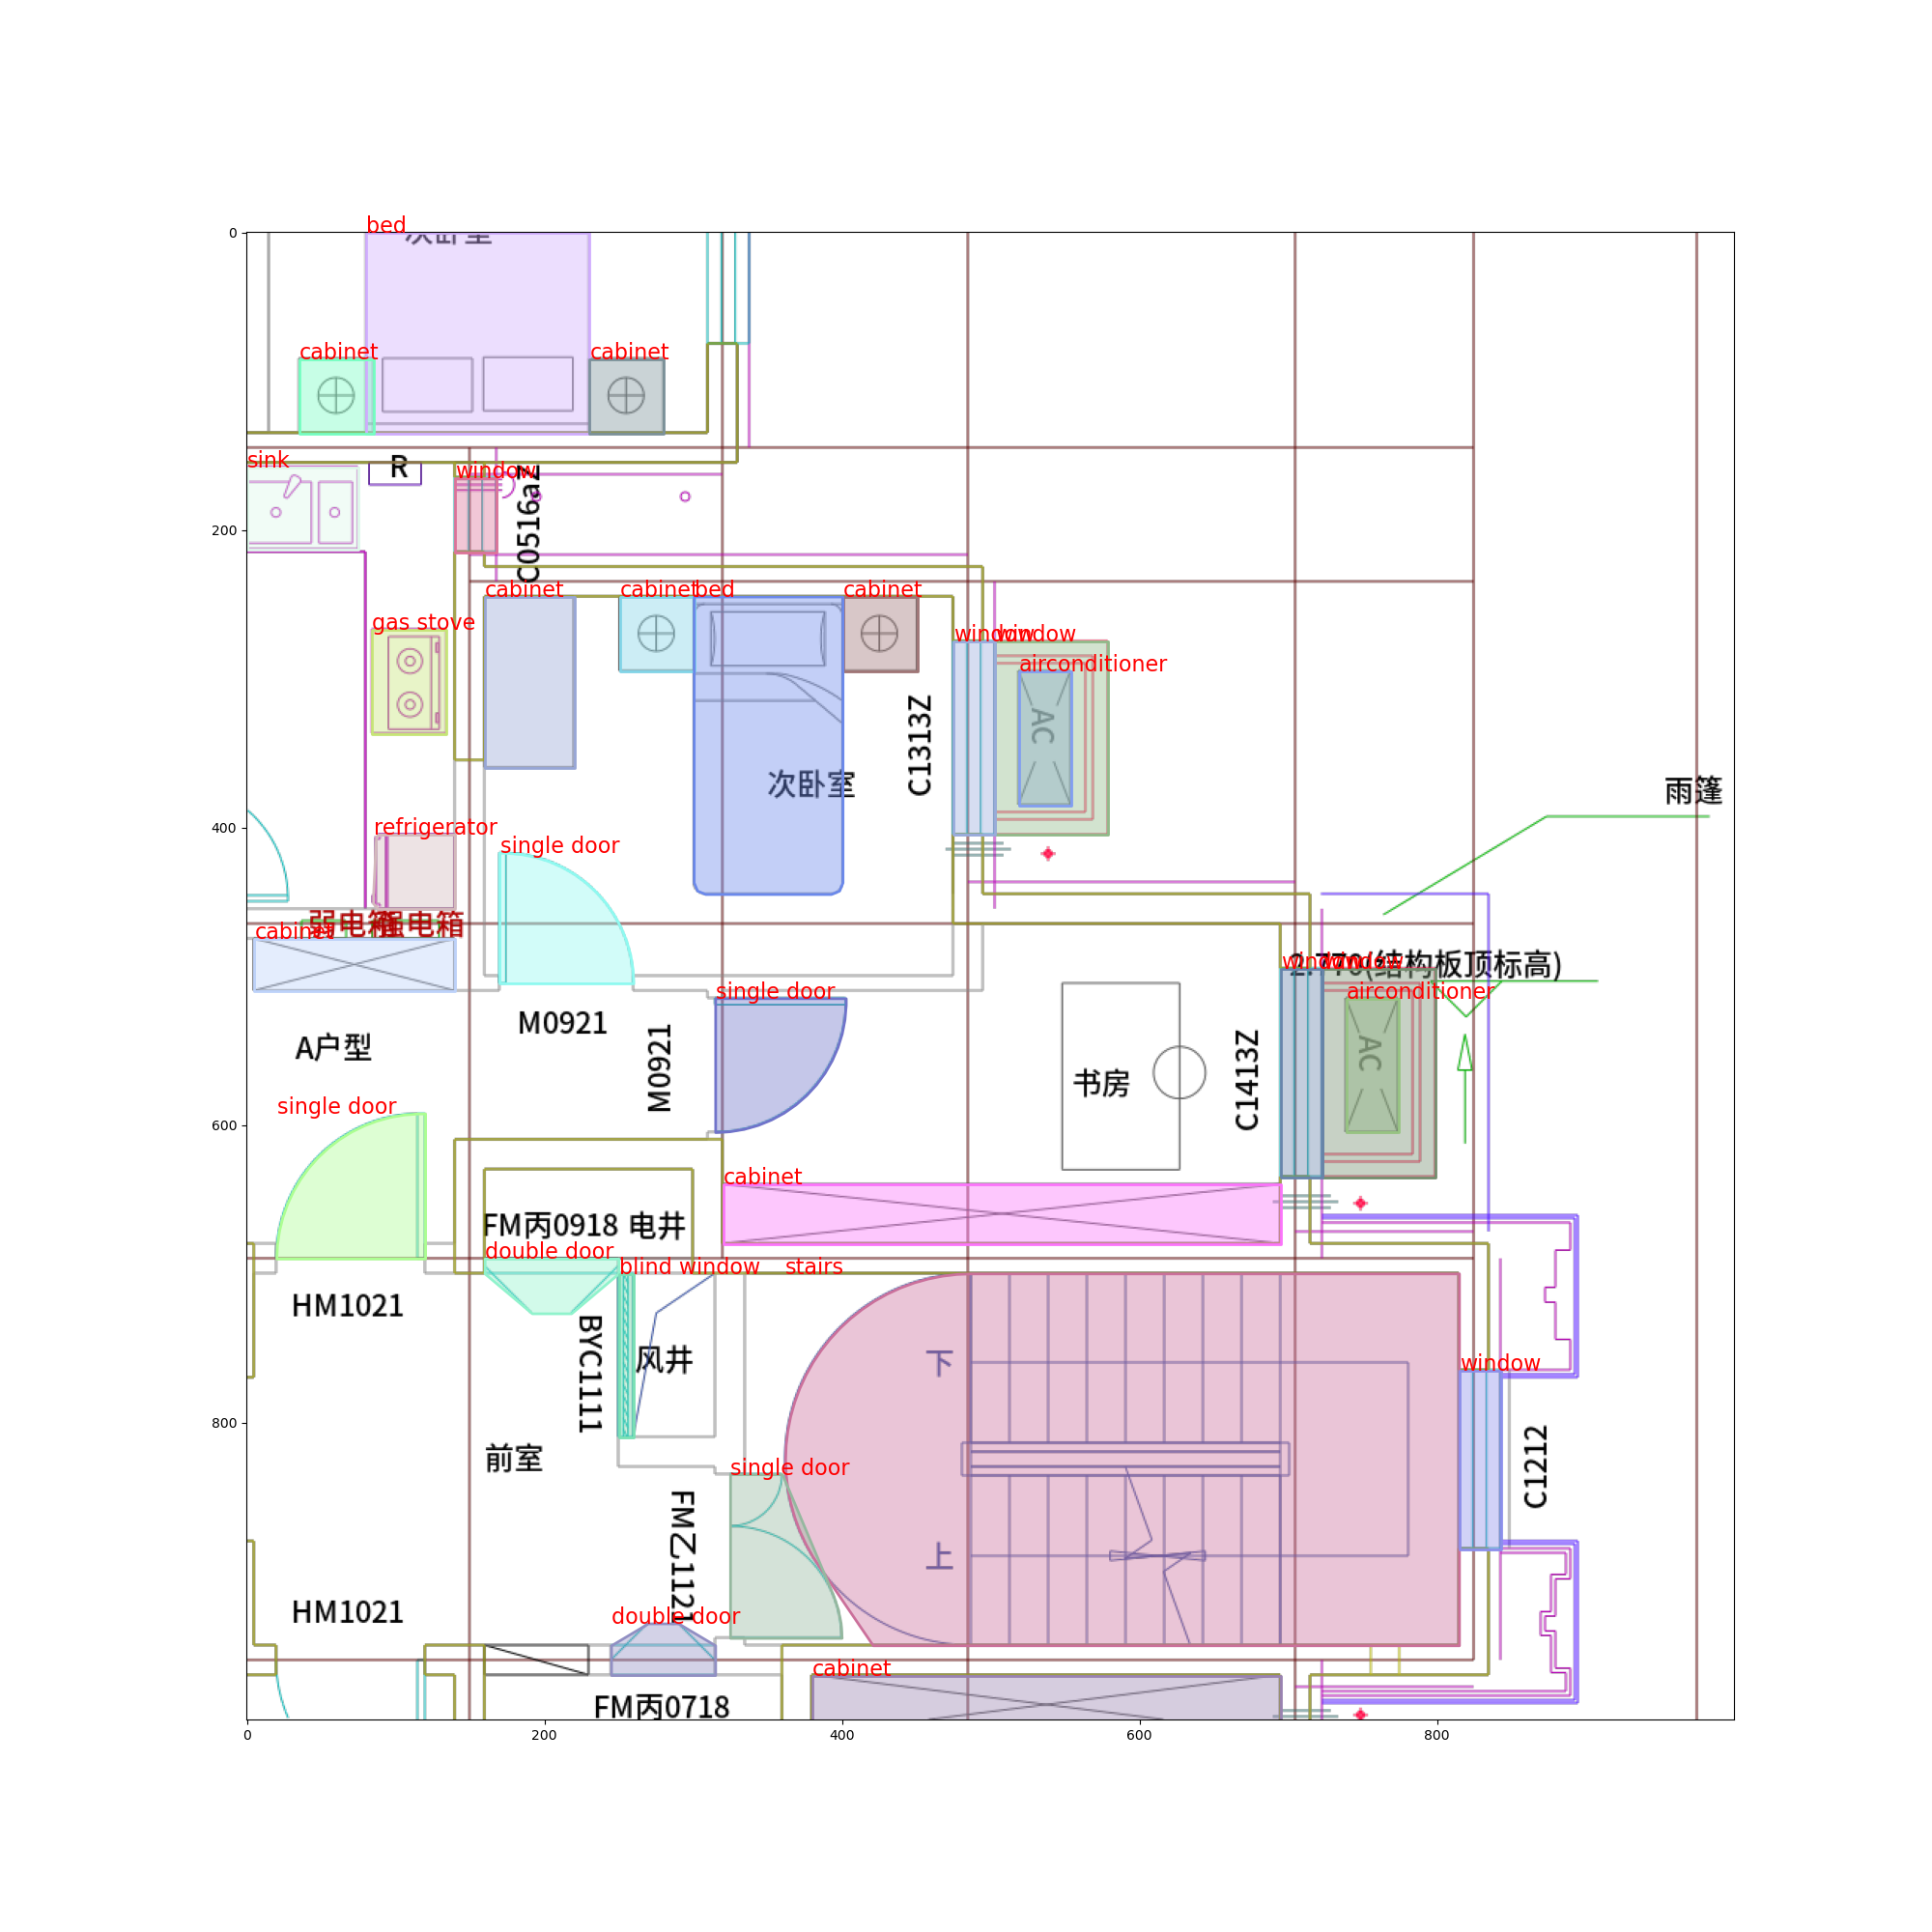 bed
次卧室
0
cabinet
cabinet
sink
R
window
C0516aZ
200
cabinet
cabinet
bed
cabinet
gas stove
window
window
airconditioner
AC
C1313Z
次卧室
雨篷
400
refrigerator
single door
弱电箱
强电箱
cabinet
window
window
2.770(结构板顶标高)
airconditioner
AC
single door
M0921
M0921
A户型
书房
C1413Z
single door
600
cabinet
FM丙0918 电井
double door
blind window
stairs
HM1021
BYC1111
风井
下
window
800
前室
single door
C1212
FM乙1121
上
HM1021
double door
cabinet
FM丙0718
0
200
400
600
800